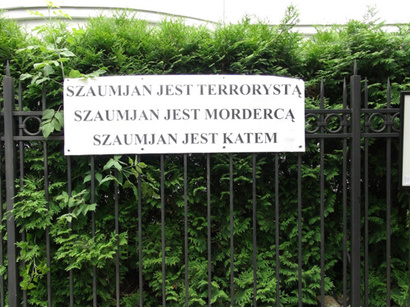 SZAUMJAN JEST TERRORYSTĄ
SZAUMJAN JEST MORDERCĄ
SZAUMJAN JEST KATEM